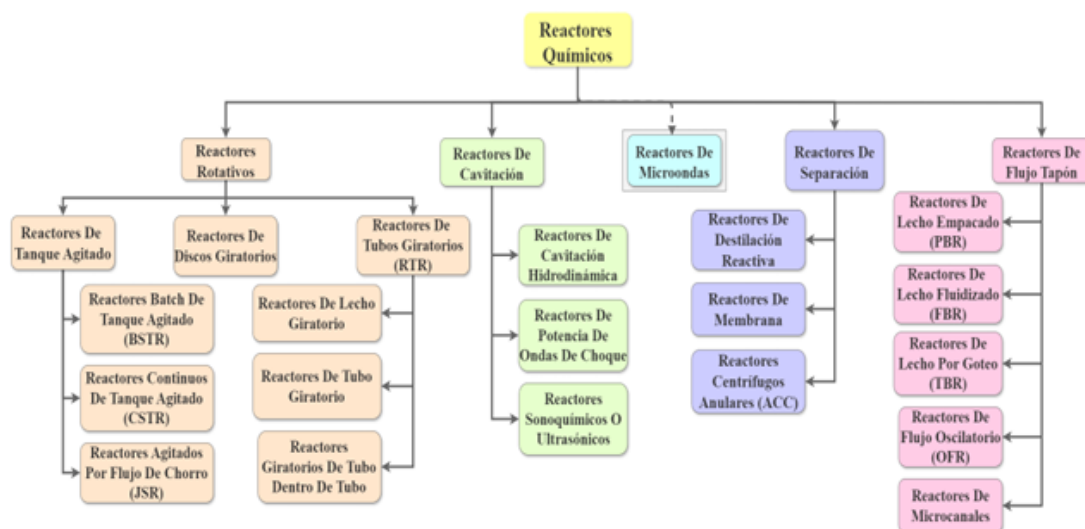 Reactores
Químicos
Reactores
Rotativos
Reactores De
Cavitación
Reactores De
Microondas
Reactores De
Separación
Reactores De
Flujo Tapón
Reactores De
Tanque Agitado
Reactores De
Discos Giratorios
Reactores De
Tubos Giratorios
(RTR)
Reactores Batch De
Tanque Agitado
(BSTR)
Reactores Continuos
De Tanque Agitado
(CSTR)
Reactores Agitados
Por Flujo De Chorro
(JSR)
Reactores De Lecho
Giratorio
Reactores De Tubo
Giratorio
Reactores
Giratorios De Tubo
Dentro De Tubo
Reactores De
Cavitación
Hidrodinámica
Reactores De
Potencia De
Ondas De Choque
Reactores
Sonoquímicos O
Ultrasónicos
Reactores De
Destilación
Reactiva
Reactores De
Membrana
Reactores
Centrífugos
Anulares (ACC)
Reactores De
Lecho Empacado
(PBR)
Reactores De
Lecho Fluidizado
(FBR)
Reactores De
Lecho Por Goteo
(TBR)
Reactores De
Flujo Oscilatorio
(OFR)
Reactores De
Microcanales